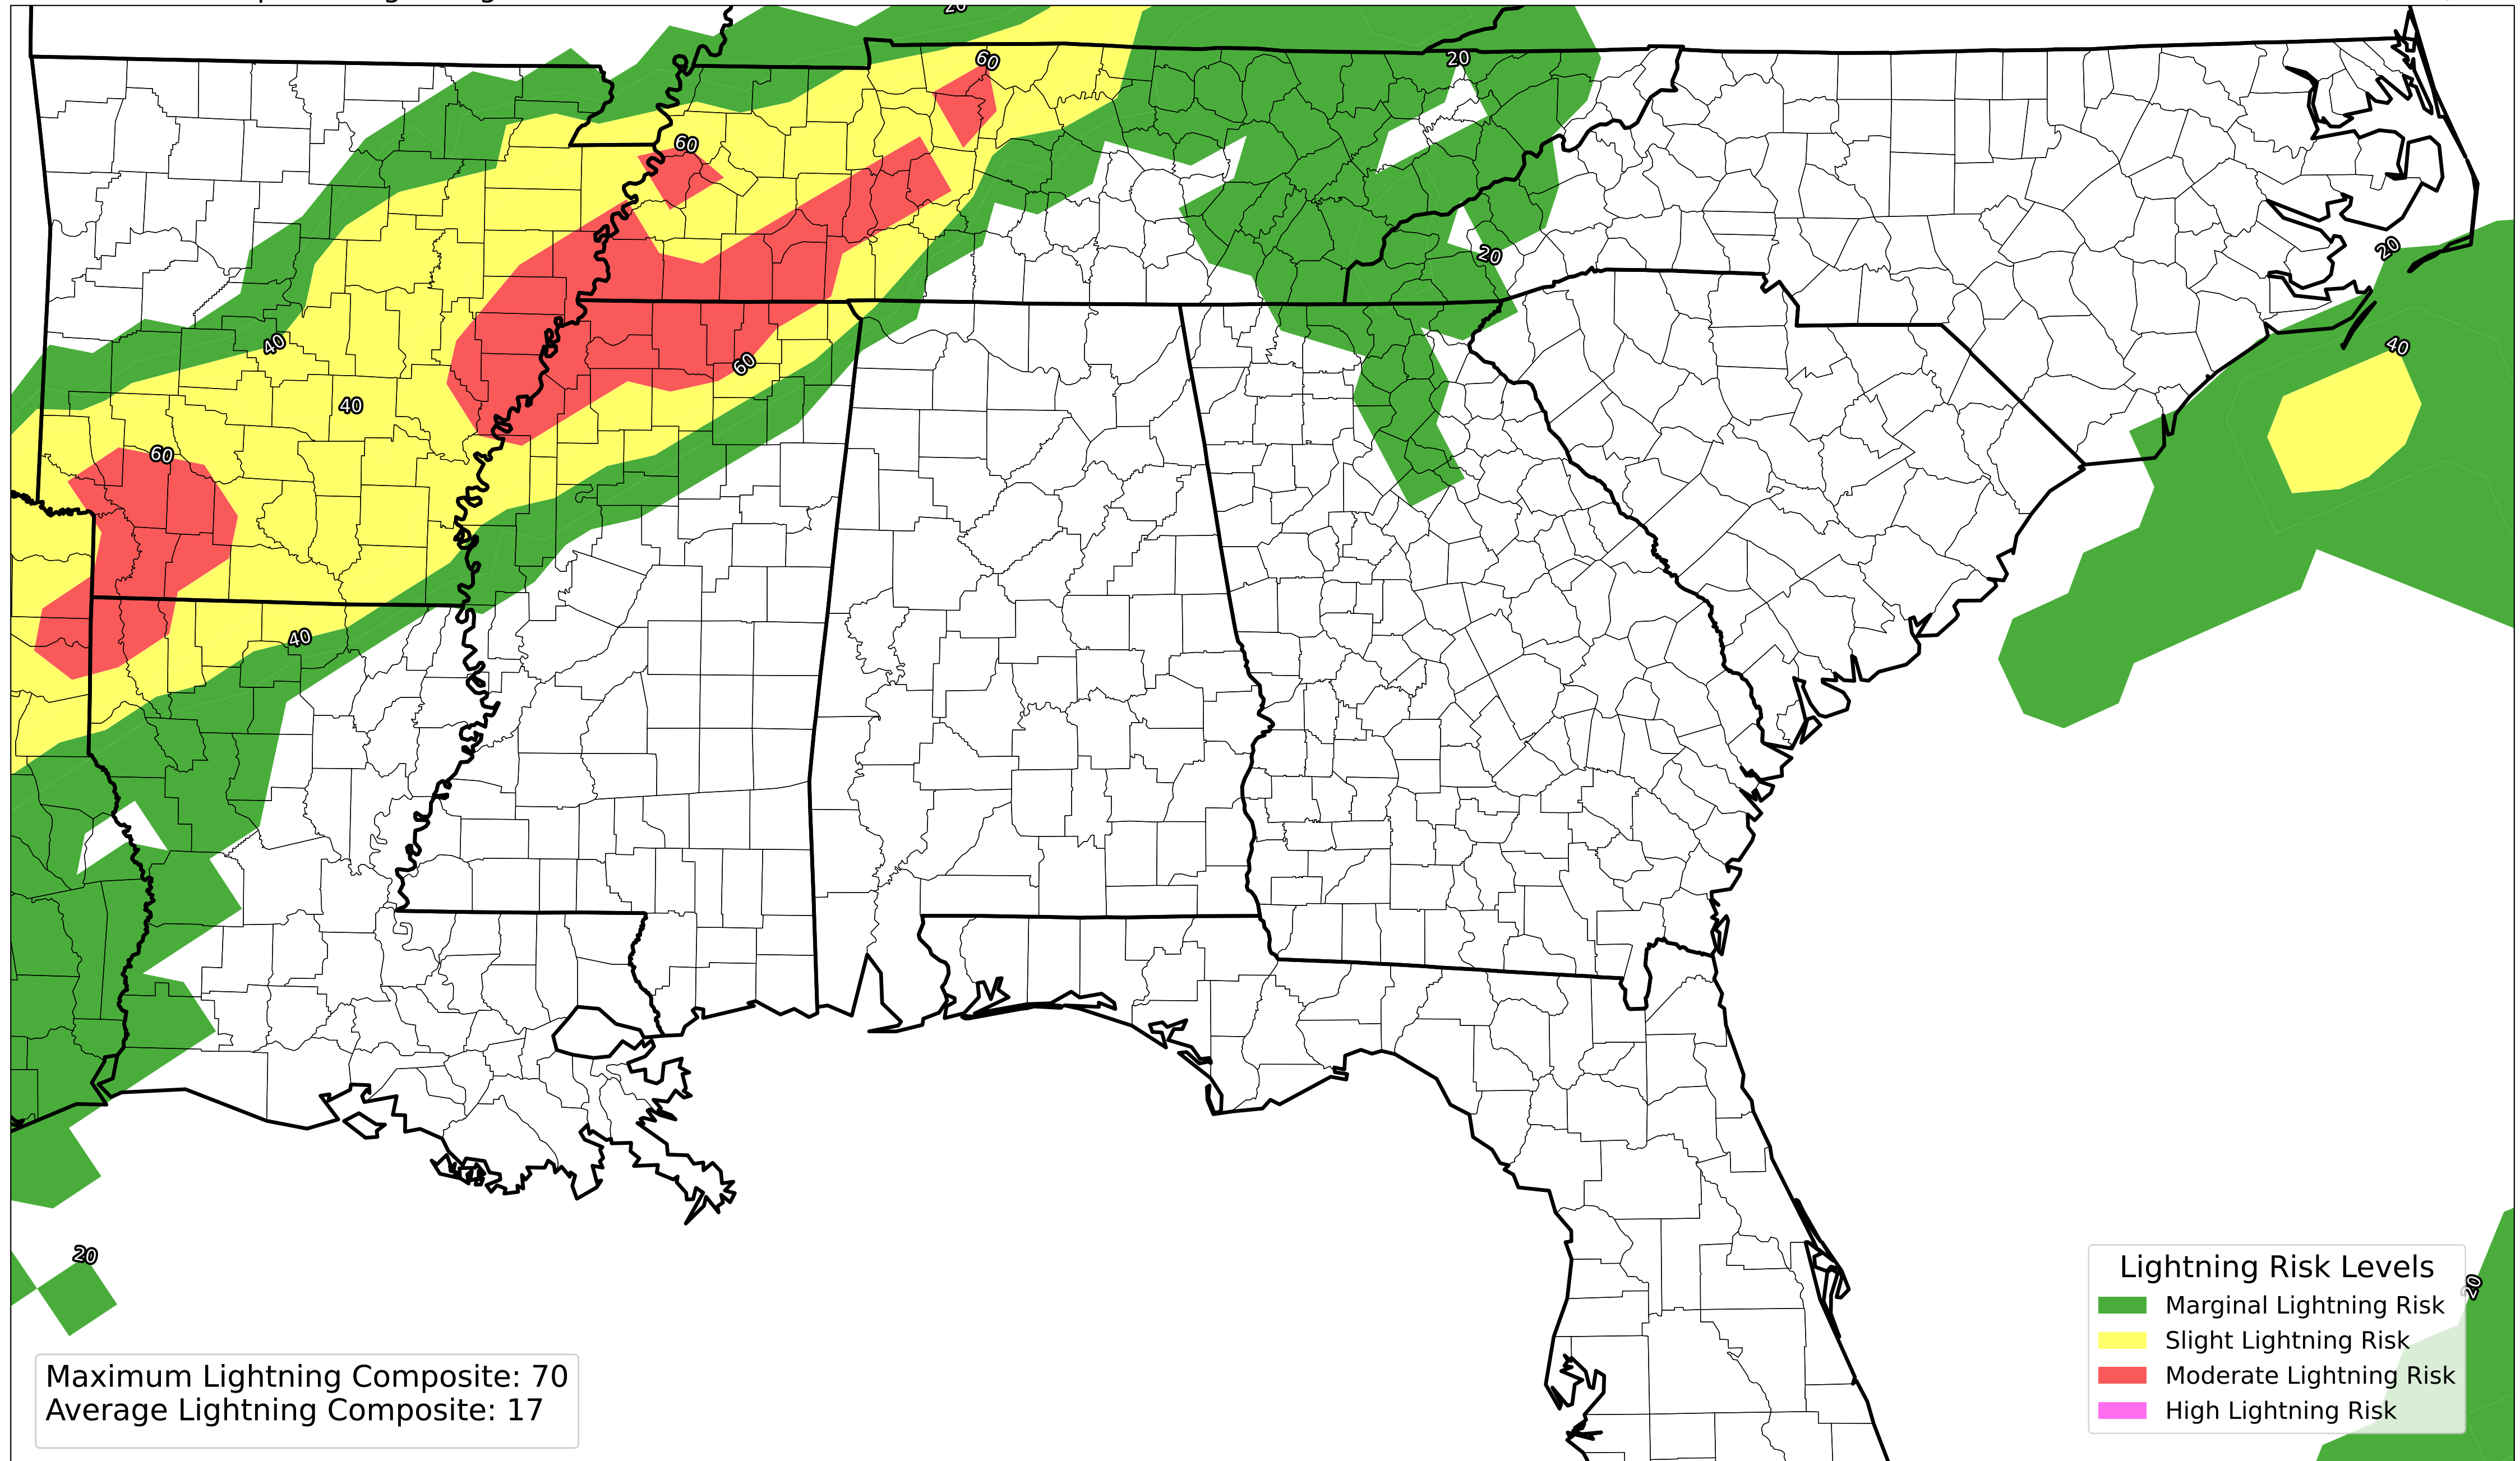 20
60
20
60
20
20
40
40
60
40
60
40
20
20
Lightning Risk Levels
Marginal Lightning Risk
Slight Lightning Risk
Moderate Lightning Risk
High Lightning Risk
Maximum Lightning Composite: 70
Average Lightning Composite: 17